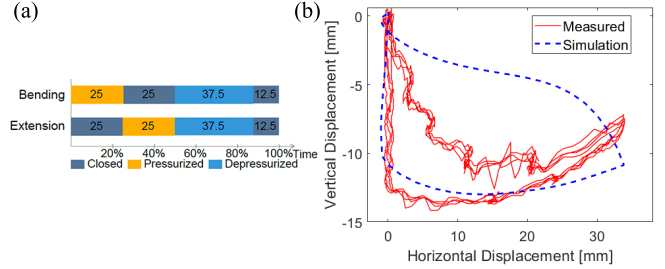 (a)
Bending 25 25 37.5 12.5
Extension 25 25 37.5 12.5
20% 40% 60% 80% 100% Time
Closed Pressurized Depressurized
(b)
Measured
Simulation
Vertical Displacement [mm]
0
-5
-10
-15
0 10 20 30
Horizontal Displacement [mm]